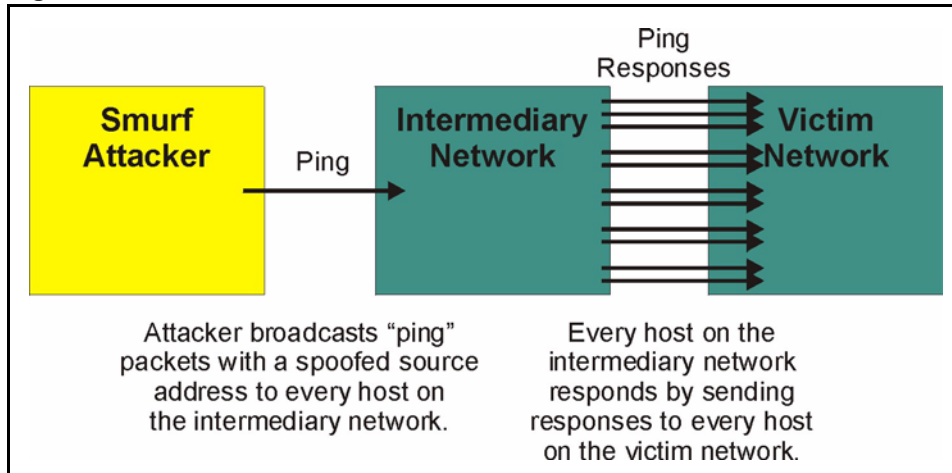 Ping
Responses
Smurf
Attacker
Ping
Intermediary
Network
Victim
Network
Attacker broadcasts “ping”
packets with a spoofed source
address to every host on
the intermediary network.
Every host on the
intermediary network
responds by sending
responses to every host
on the victim network.